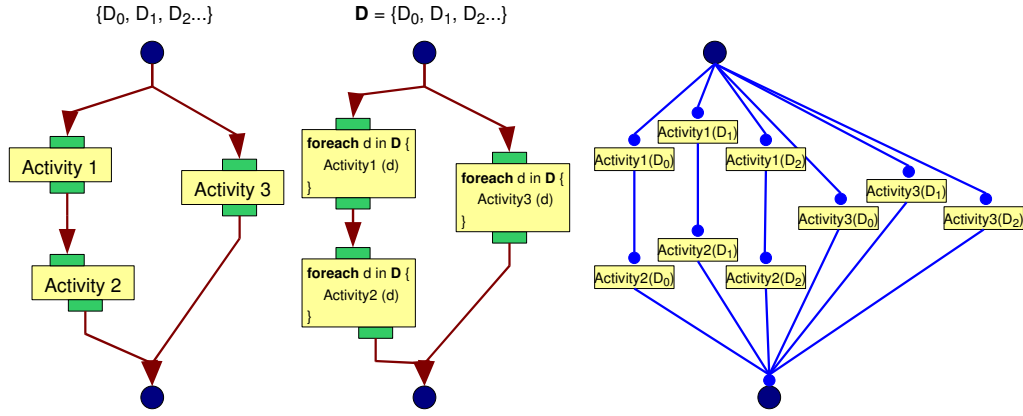 {D0, D1, D2...}
Activity 1
Activity 3
Activity 2
D = {D0, D1, D2...}
foreach d in D {
Activity1 (d)
}
foreach d in D {
Activity3 (d)
}
foreach d in D {
Activity2 (d)
}
Activity1(D1)
Activity1(D0)
Activity1(D2)
Activity3(D1)
Activity3(D0)
Activity3(D2)
Activity2(D1)
Activity2(D0)
Activity2(D2)